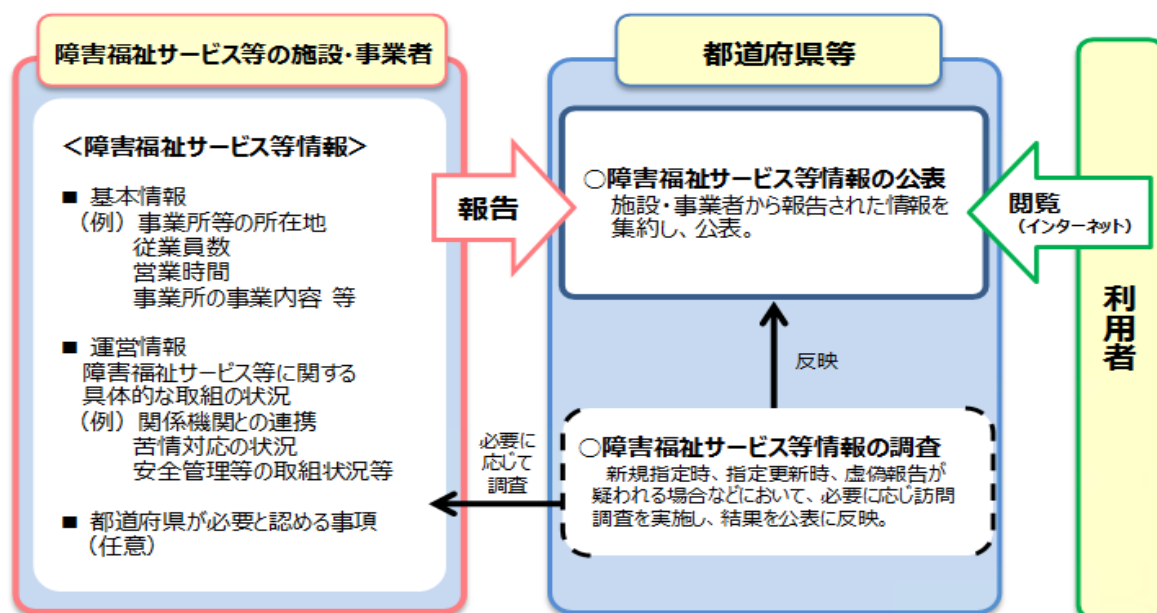 障害福祉サービス等の施設・事業者
<障害福祉サービス等情報>
■ 基本情報
(例)事業所等の所在地
従業員数
営業時間
事業所の事業内容 等
■ 運営情報
障害福祉サービス等に関する
具体的な取組の状況
(例)関係機関との連携
苦情対応の状況
安全管理等の取組状況等
■ 都道府県が必要と認める事項
(任意)
報告
必要に
応じて
調査
都道府県等
○障害福祉サービス等情報の公表
施設・事業者から報告された情報を
集約し、公表。
反映
○障害福祉サービス等情報の調査
新規指定時、指定更新時、虚偽報告が
疑われる場合などにおいて、必要に応じ訪問
調査を実施し、結果を公表に反映。
閲覧
(インターネット)
利用者